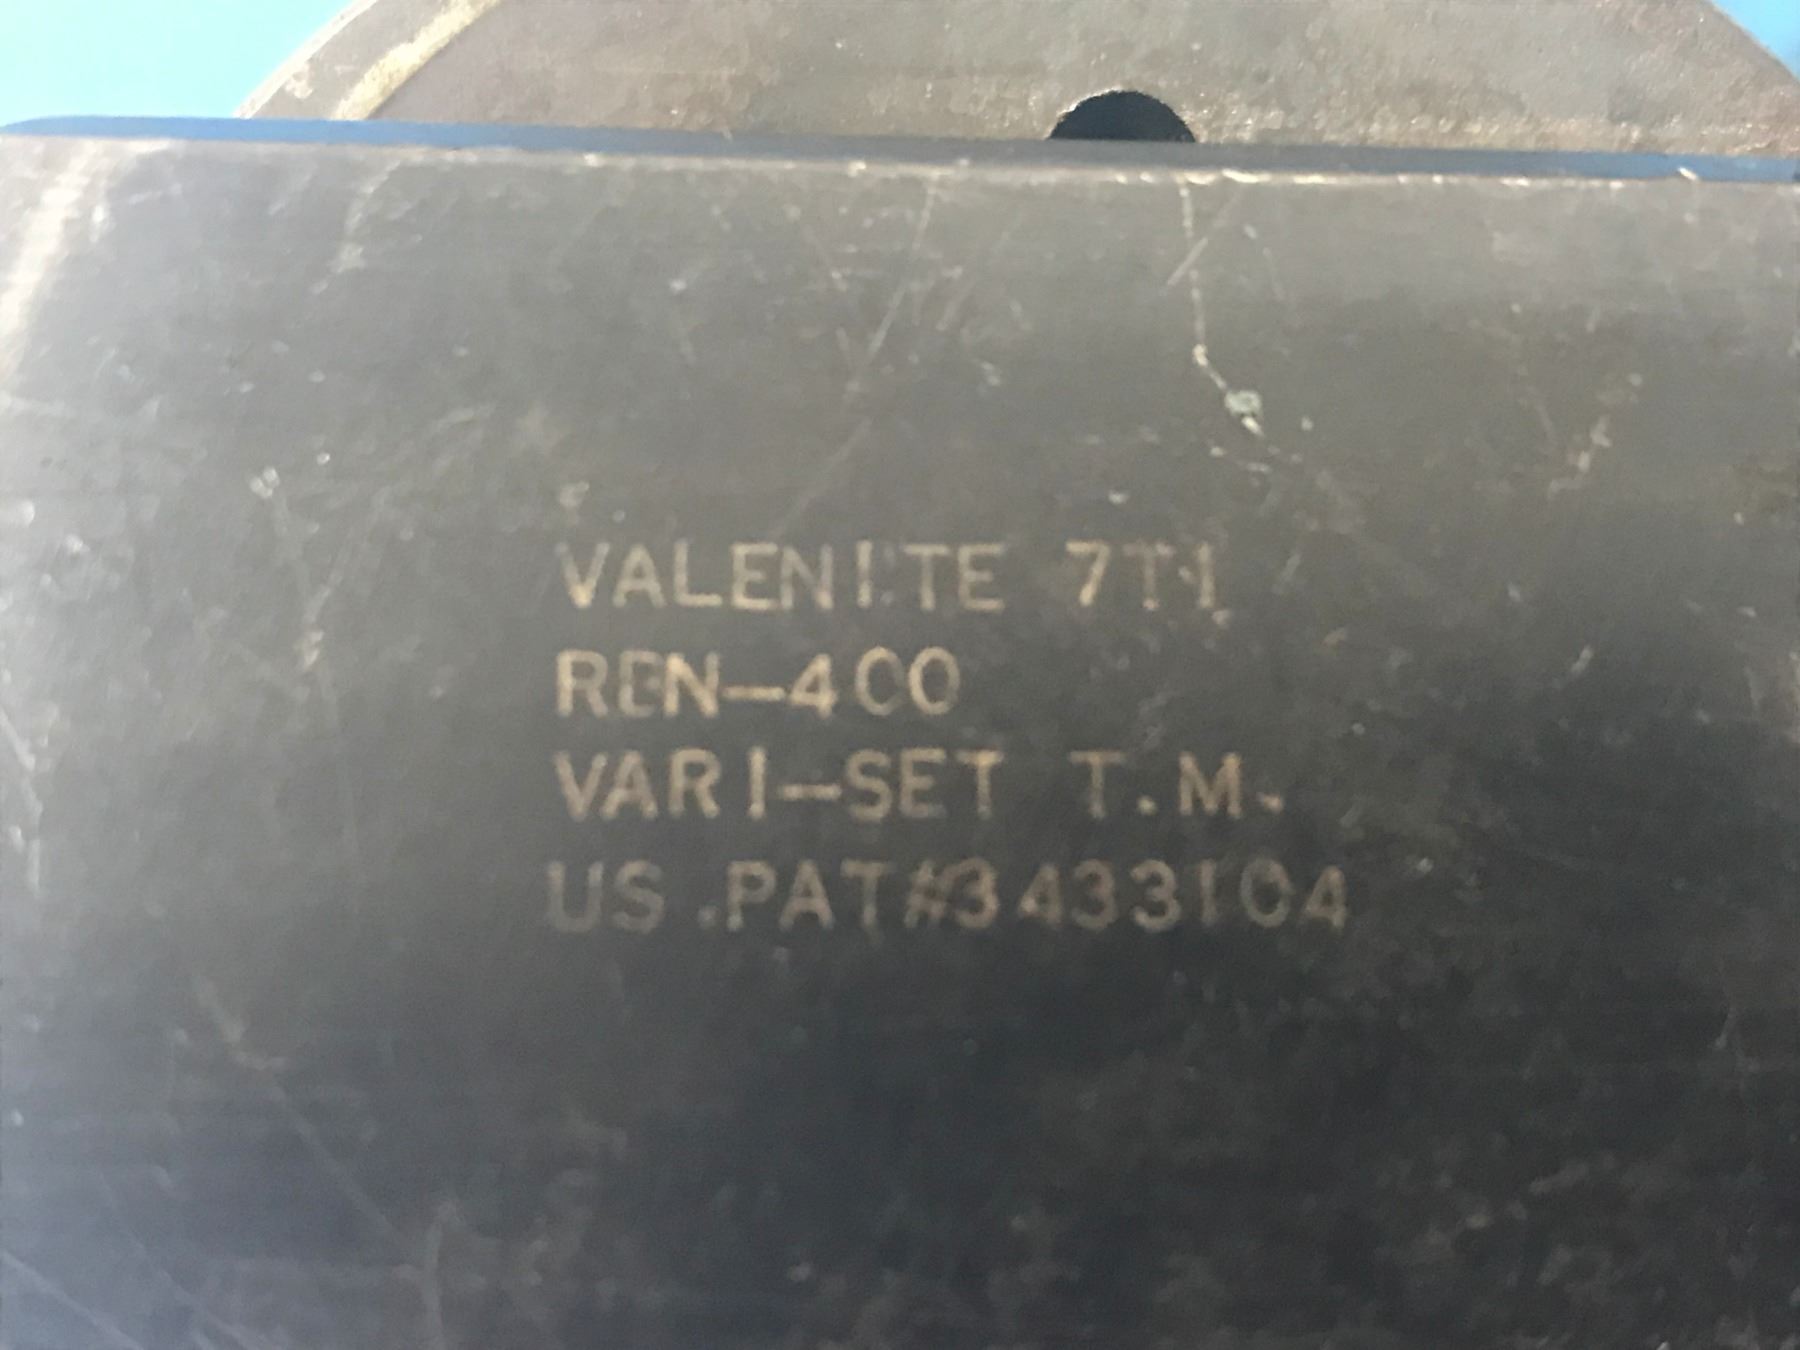 VALENITE 7T1
RBN-400
VARI-SET T.M.
US.PAT#3433104